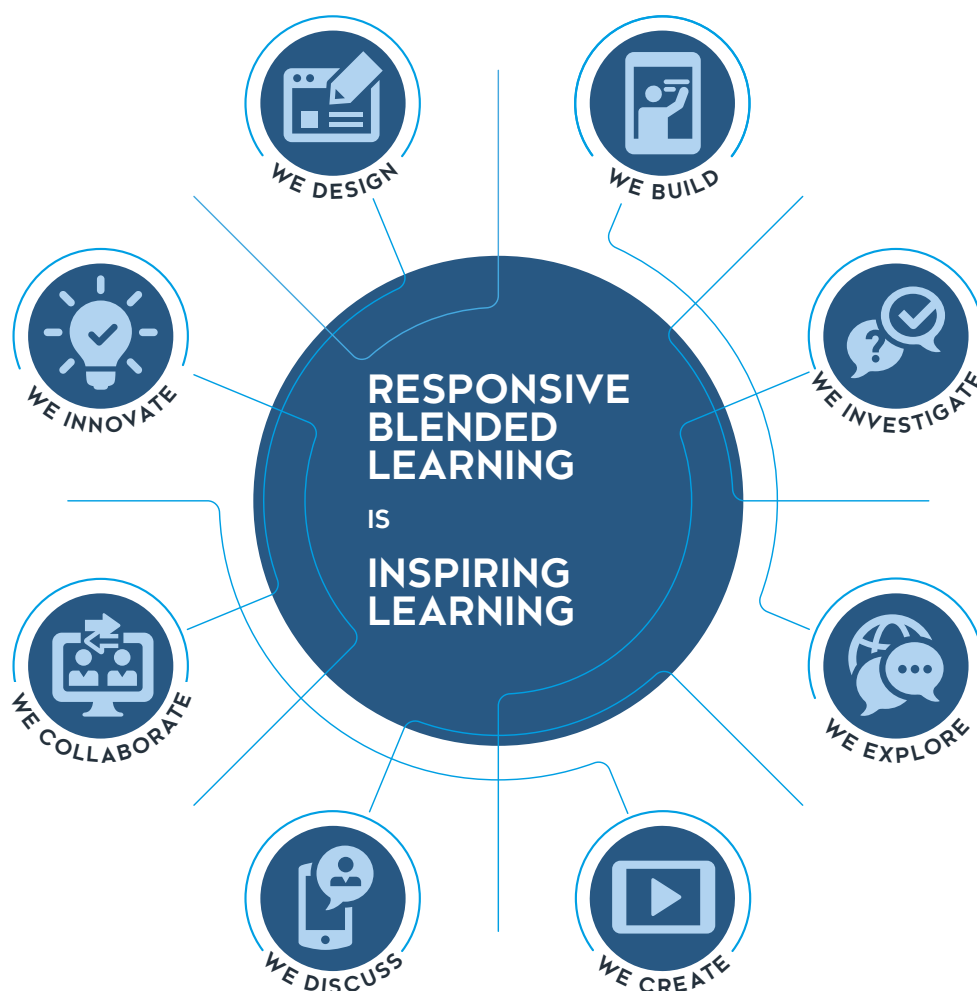 WE DESIGN
WE BUILD
WE INNOVATE
WE INVESTIGATE
RESPONSIVE
BLENDED
LEARNING
IS
INSPIRING
LEARNING
?
WE COLLABORATE
WE EXPLORE
WE DISCUSS
WE CREATE